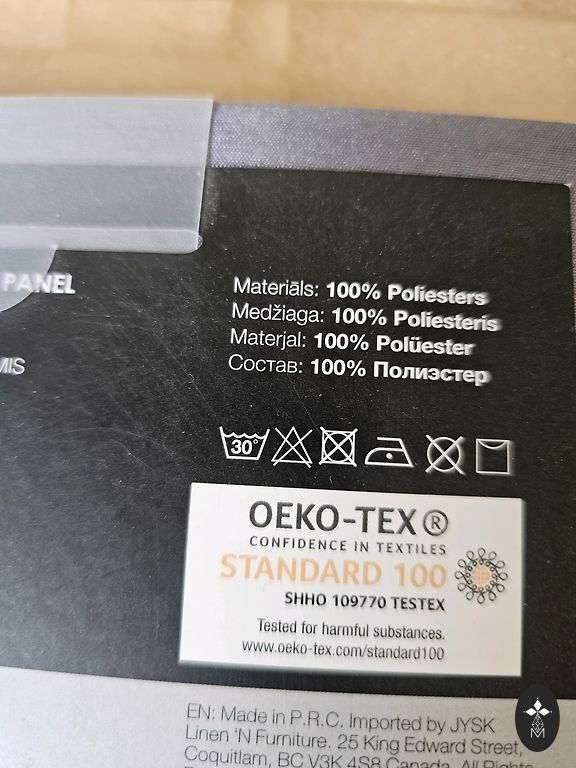 PANEL
MIS
Materiāls: 100% Poliesters
Medžiaga: 100% Poliesteris
Materjal: 100% Polüester
Состав: 100% Полиэстер
30°
OEKO-TEX®
CONFIDENCE IN TEXTILES
STANDARD 100
SHHO 109770 TESTEX
Tested for harmful substances.
www.oeko-tex.com/standard100
EN: Made in P.R.C. Imported by JYSK
Linen 'N Furniture. 25 King Edward Street,
Coquitlam, BC V3K 4S8 Canada. All Rights
M